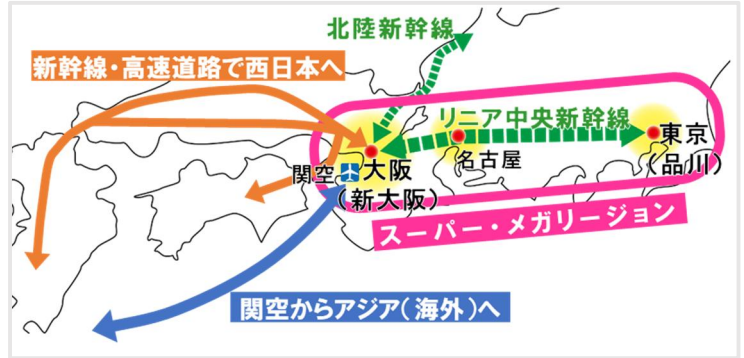 北陸新幹線
新幹線・高速道路で西日本へ
リニア中央新幹線
東京
(品川)
名古屋
関空
大阪
(新大阪)
スーパー・メガリージョン
関空からアジア(海外)へ